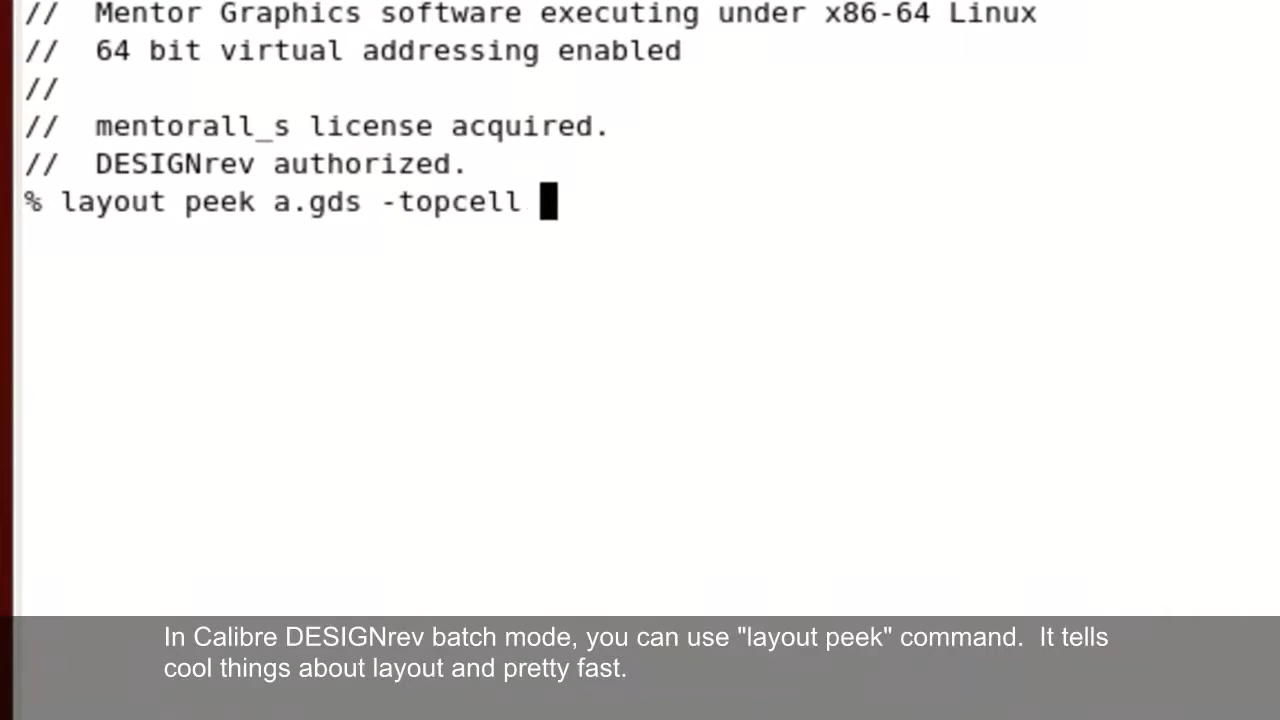 // Mentor Graphics software executing under x86-64 Linux
// 64 bit virtual addressing enabled
//
// mentorall_s license acquired.
// DESIGNrev authorized.
% layout peek a.gds -topcell
In Calibre DESIGNrev batch mode, you can use "layout peek" command.  It tells
cool things about layout and pretty fast.